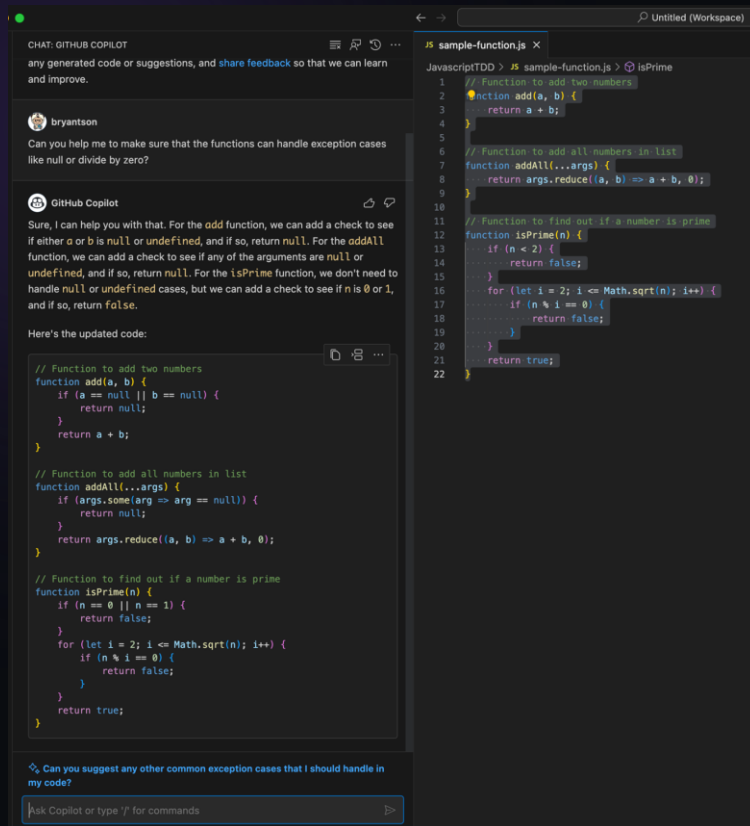 Untitled (Workspace)
CHAT: GITHUB COPILOT
any generated code or suggestions, and share feedback so that we can learn
and improve.
bryantson
Can you help me to make sure that the functions can handle exception cases
like null or divide by zero?
GitHub Copilot
Sure, I can help you with that. For the add function, we can add a check to see
if either a or b is null or undefined, and if so, return null. For the addAll
function, we can add a check to see if any of the arguments are null or
undefined, and if so, return null. For the isPrime function, we don't need to
handle null or undefined cases, but we can add a check to see if n is 0 or 1,
and if so, return false.
Here's the updated code:
// Function to add two numbers
function add(a, b) {
    if (a == null || b == null) {
        return null;
    }
    return a + b;
}
// Function to add all numbers in list
function addAll(...args) {
    if (args.some(arg => arg == null)) {
        return null;
    }
    return args.reduce((a, b) => a + b, 0);
}
// Function to find out if a number is prime
function isPrime(n) {
    if (n == 0 || n == 1) {
        return false;
    }
    for (let i = 2; i <= Math.sqrt(n); i++) {
        if (n % i == 0) {
            return false;
        }
    }
    return true;
}
Can you suggest any other common exception cases that I should handle in
my code?
Ask Copilot or type '/' for commands
JS sample-function.js
JavascriptTDD > JS sample-function.js > isPrime
1 // Function to add two numbers
2 nction add(a, b) {
3     return a + b;
4 }
5
6 // Function to add all numbers in list
7 function addAll(...args) {
8     return args.reduce((a, b) => a + b, 0);
9 }
10
11 // Function to find out if a number is prime
12 function isPrime(n) {
13     if (n < 2) {
14         return false;
15     }
16     for (let i = 2; i <= Math.sqrt(n); i++) {
17         if (n % i == 0) {
18             return false;
19         }
20     }
21     return true;
22 }